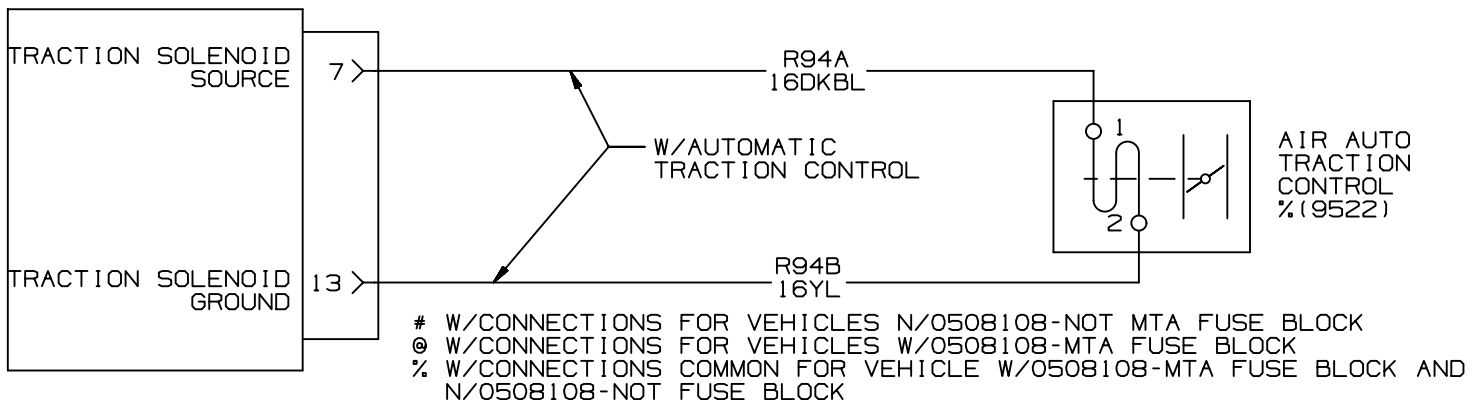 TRACTION SOLENOID
SOURCE
7
R94A
16DKBL
1
2
W/AUTOMATIC
TRACTION CONTROL
AIR AUTO
TRACTION
CONTROL
%(9522)
TRACTION SOLENOID
GROUND
13
R94B
16YL
# W/CONNECTIONS FOR VEHICLES N/0508108-NOT MTA FUSE BLOCK
@ W/CONNECTIONS FOR VEHICLES W/0508108-MTA FUSE BLOCK
% W/CONNECTIONS COMMON FOR VEHICLE W/0508108-MTA FUSE BLOCK AND
N/0508108-NOT FUSE BLOCK